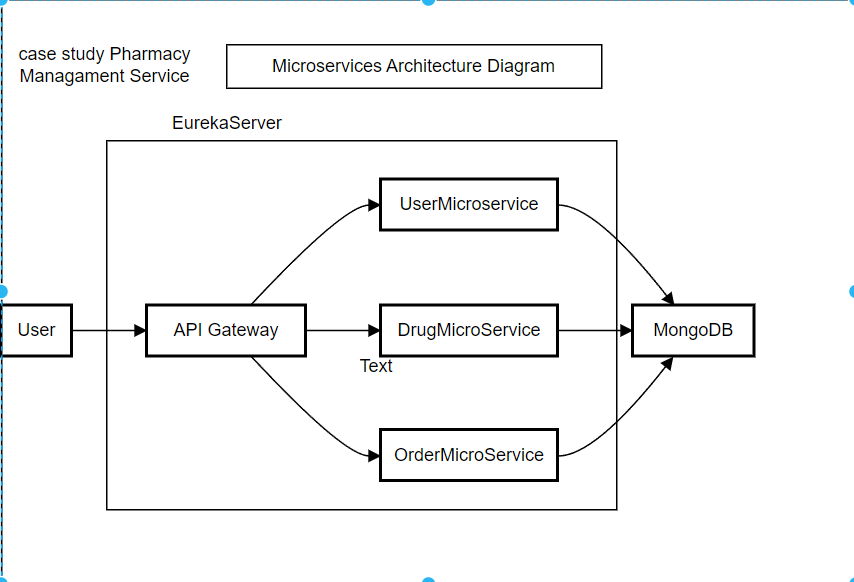 case study Pharmacy
Managament Service
Microservices Architecture Diagram
EurekaServer
UserMicroservice
User
API Gateway
DrugMicroService
MongoDB
Text
OrderMicroService